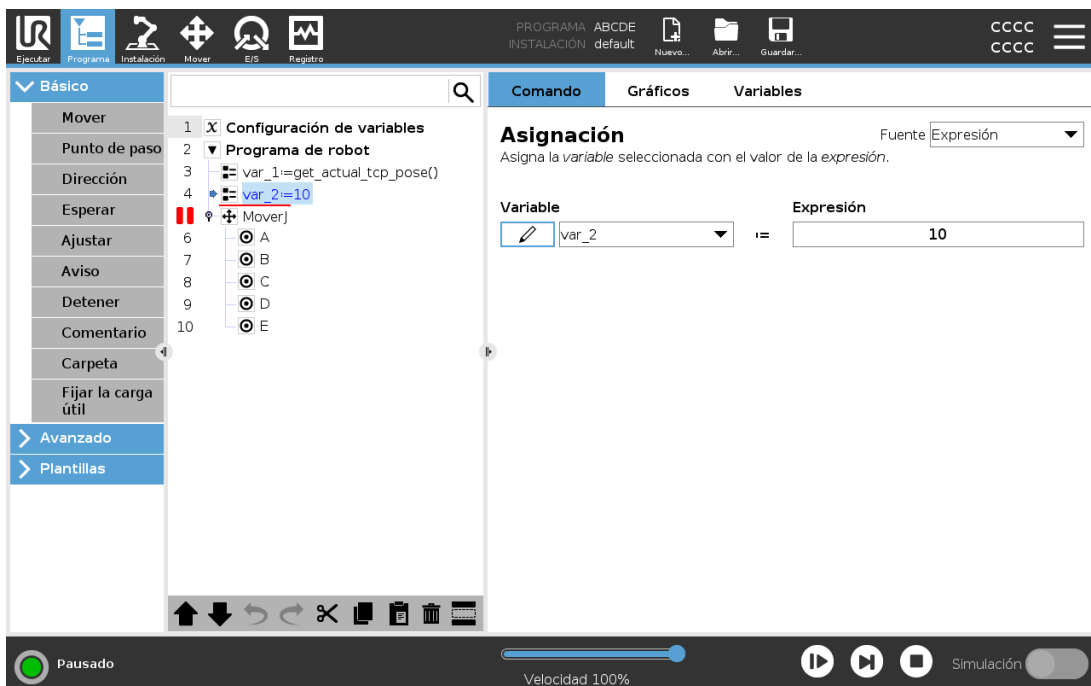 UR
Ejecutar Programa Instalación Mover E/S Registro
PROGRAMA ABCDE
INSTALACIÓN default
Nuevo... Abrir... Guardar...
CCCC
CCCC
Básico
Mover
Punto de paso
Dirección
Esperar
Ajustar
Aviso
Detener
Comentario
Carpeta
Fijar la carga
útil
Avanzado
Plantillas
1 X Configuración de variables
2 Programa de robot
3 var_1:=get_actual_tcp_pose()
4 var_2:=10
MoverJ
6 A
7 B
8 C
9 D
10 E
Comando Gráficos Variables
Asignación
Fuente Expresión
Asigna la variable seleccionada con el valor de la expresión.
Variable Expresión
var_2 := 10
Pausado
Velocidad 100%
Simulación